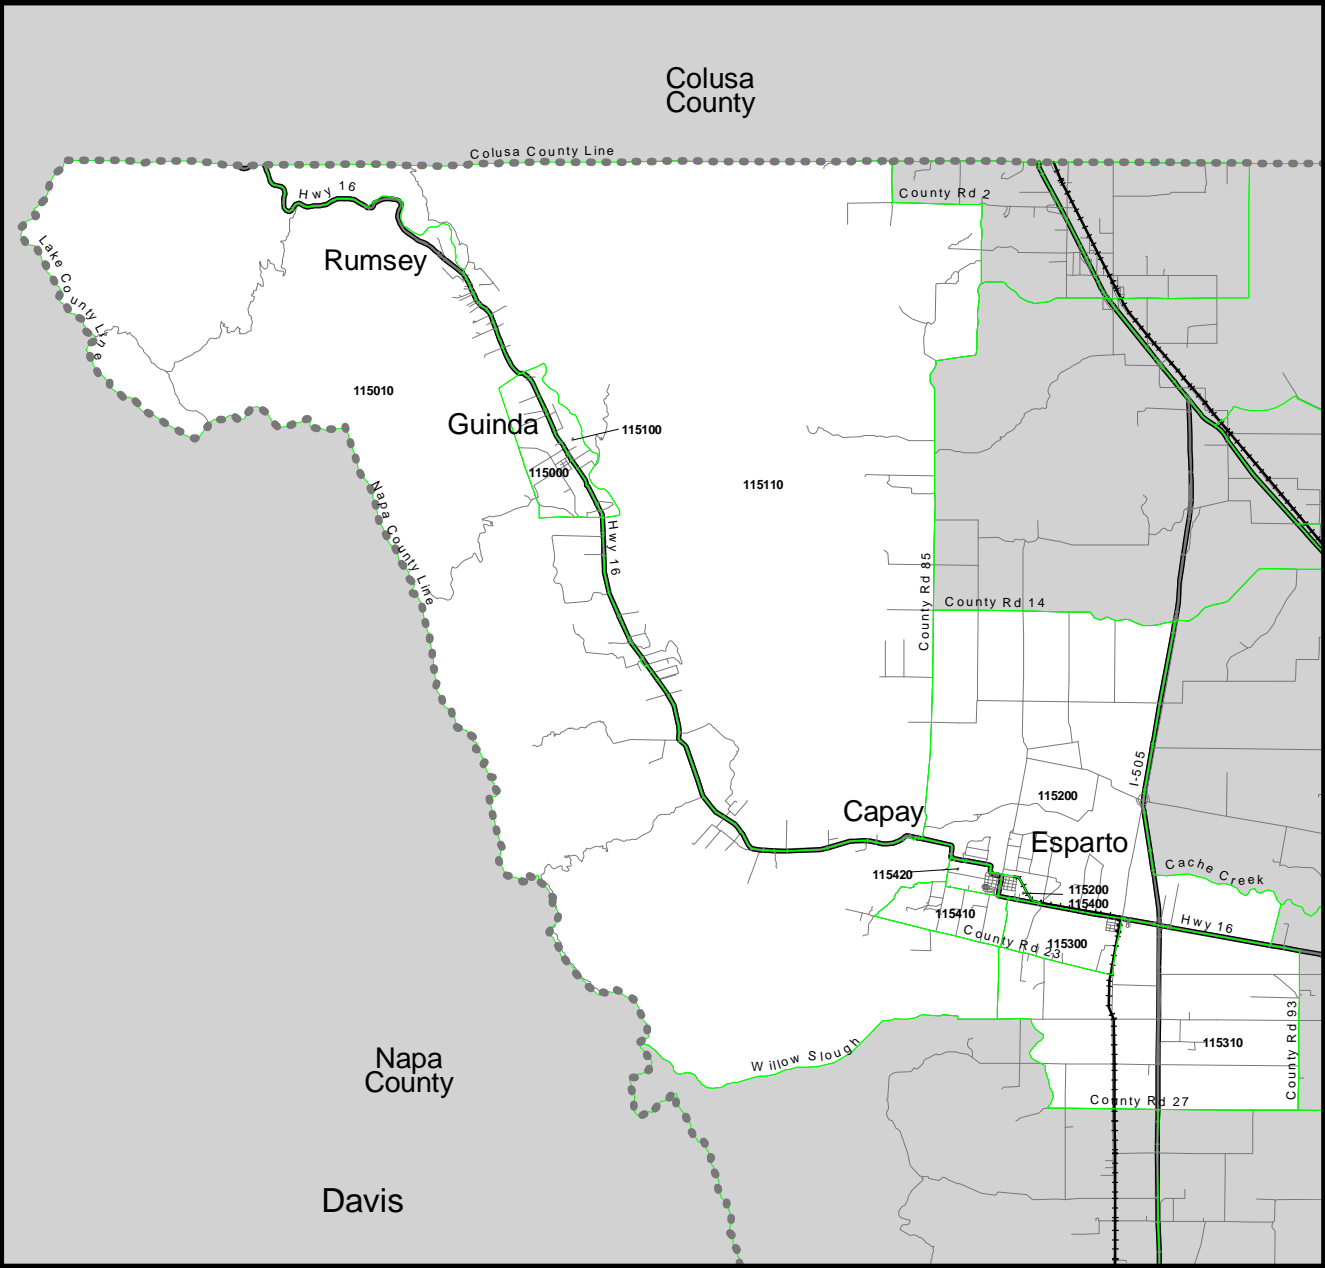 Colusa
County
Colusa County Line
Hwy 16
County Rd 2
Rumsey
Lake County Line
115010
Guinda
115100
115000
115110
Napa County Line
Hwy 16
County Rd 85
County Rd 14
I-505
115200
Capay
Esparto
Cache Creek
115420
115200
115400
115410
Hwy 16
County Rd 23
115300
115310
County Rd 93
Willow Slough
Napa
County
County Rd 27
Davis